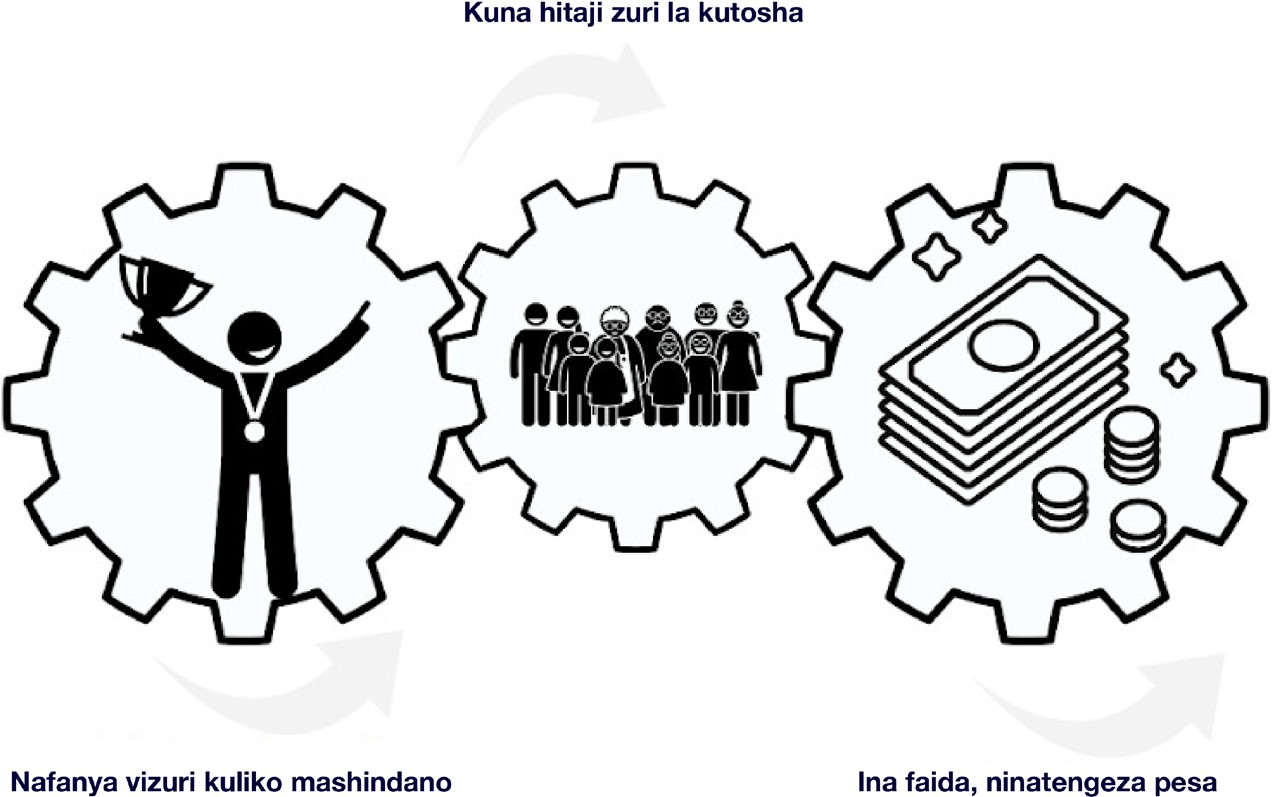 Kuna hitaji zuri la kutosha
Nafanya vizuri kuliko mashindano
Ina faida, ninatengeza pesa